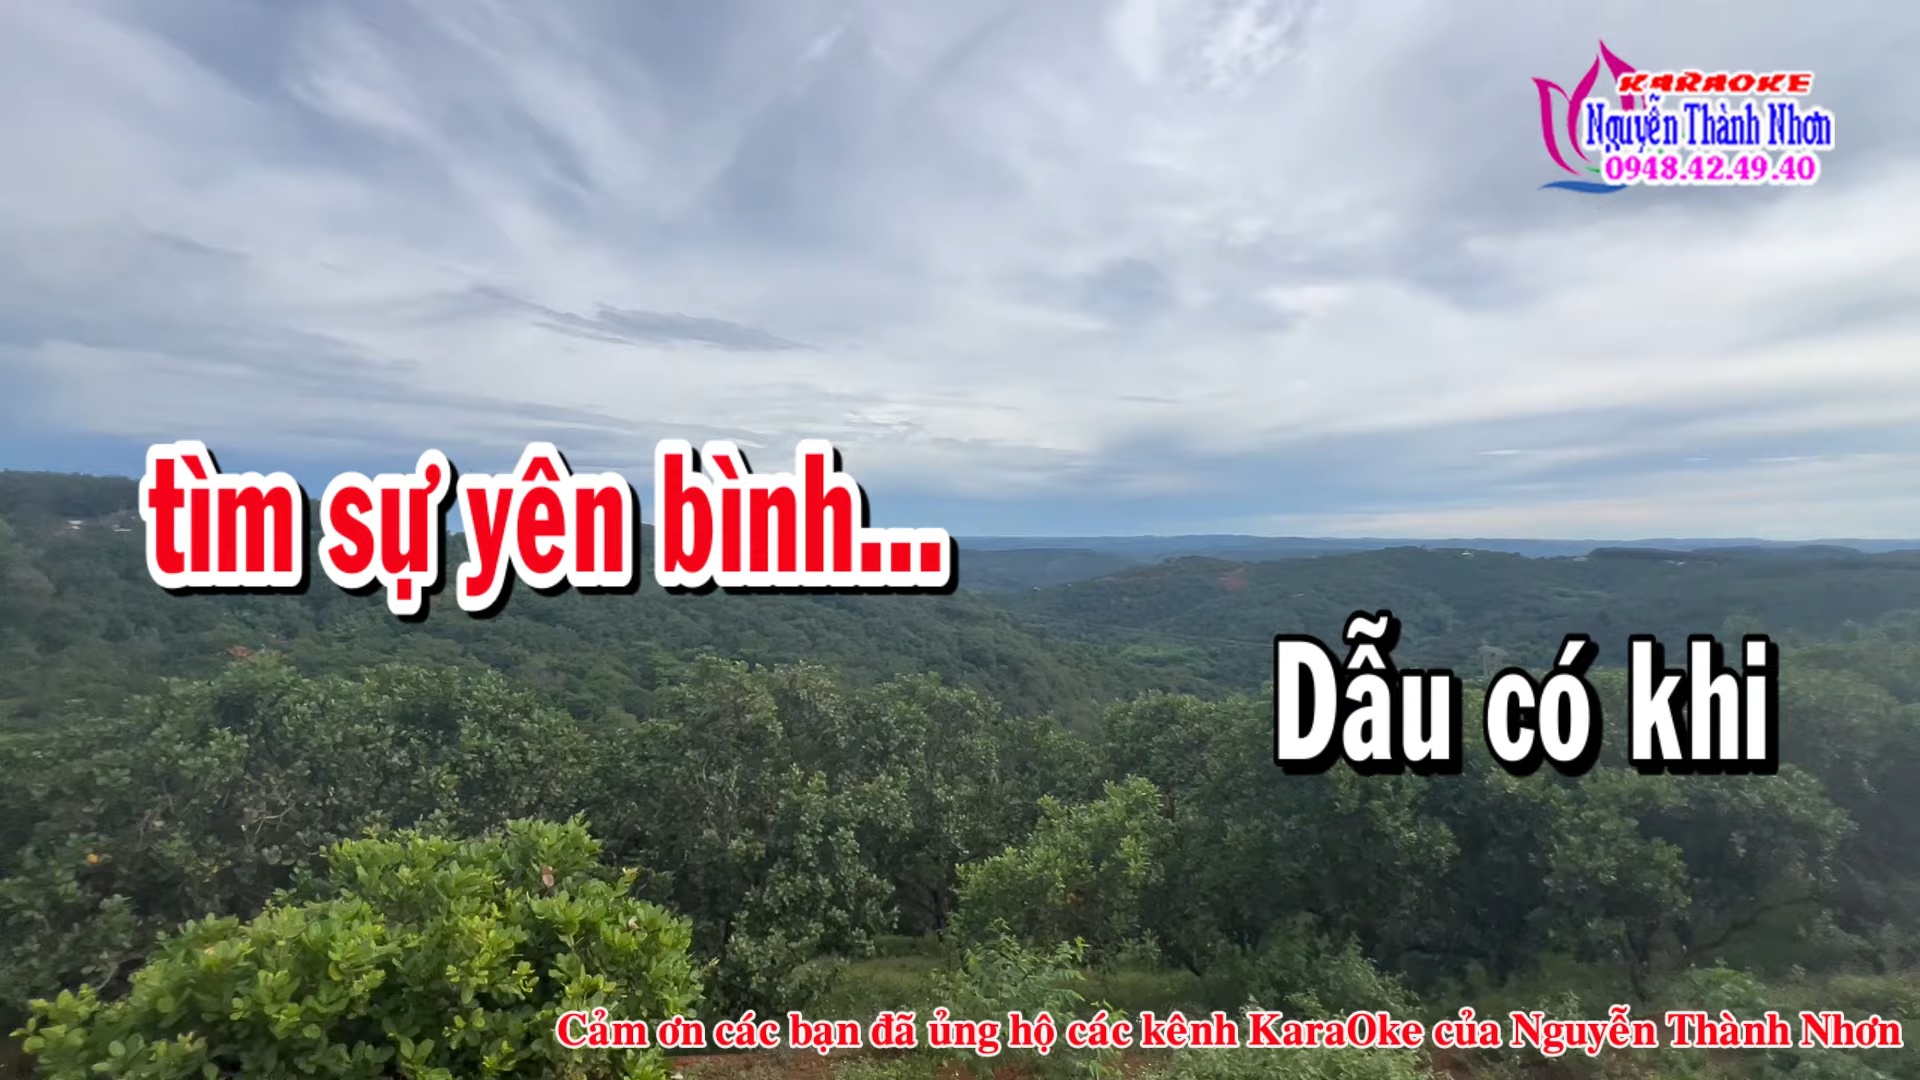 KARAOKE
Nguyễn Thành Nhơn
0948.42.49.40
tìm sự yên bình...
Dẫu có khi
Cảm ơn các bạn đã ủng hộ các kênh KaraOke của Nguyễn Thành Nhơn